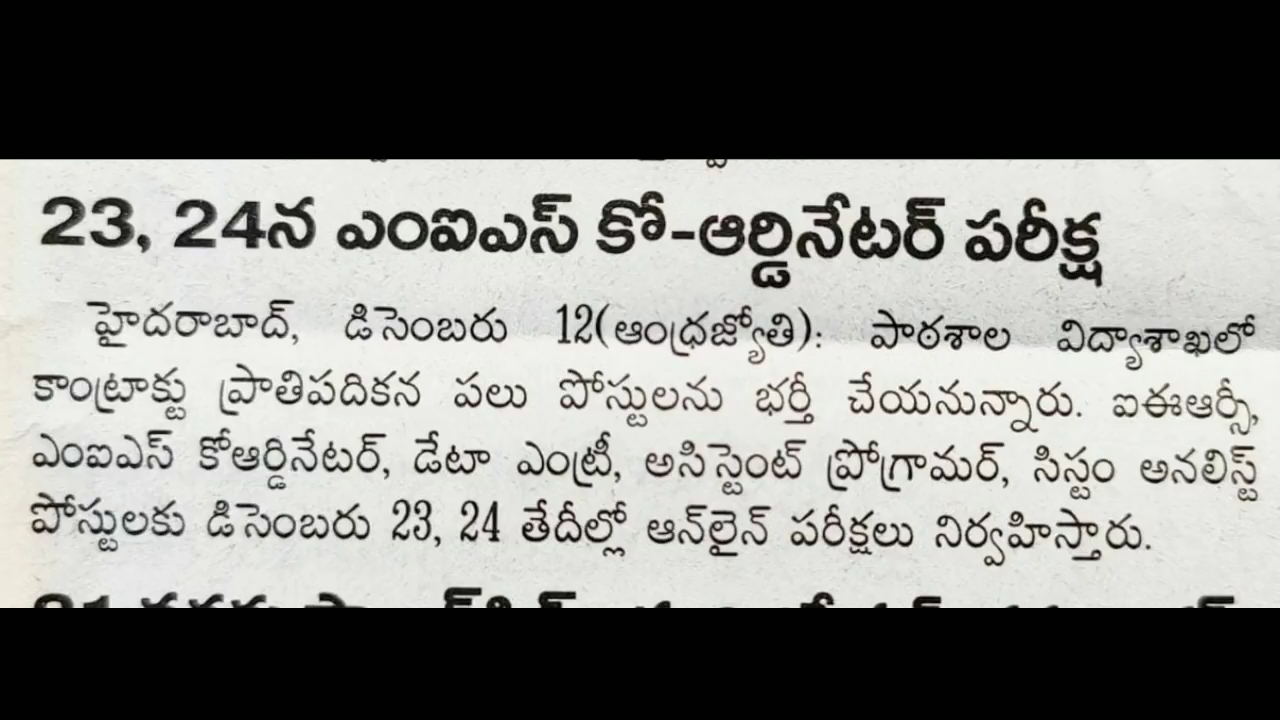 23, 24న ఎంఐఎస్ కో-ఆర్డినేటర్ పరీక్ష
హైదరాబాద్, డిసెంబరు 12(ఆంధ్రజ్యోతి): పాఠశాల విద్యాశాఖలో
కాంట్రాక్టు ప్రాతిపదికన పలు పోస్టులను భర్తీ చేయనున్నారు. ఐఈఆర్సీ,
ఎంఐఎస్ కోఆర్డినేటర్, డేటా ఎంట్రీ, అసిస్టెంట్ ప్రోగ్రామర్, సిస్టం అనలిస్ట్
పోస్టులకు డిసెంబరు 23, 24 తేదీల్లో ఆన్‌లైన్ పరీక్షలు నిర్వహిస్తారు.